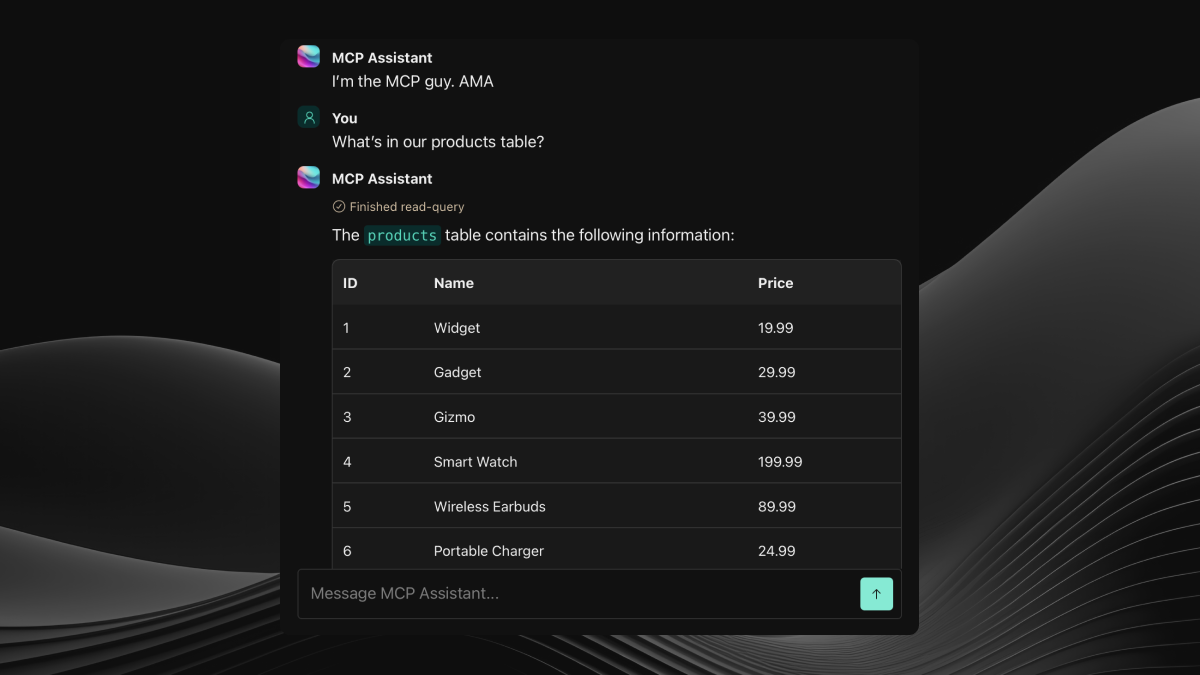 MCP Assistant
I'm the MCP guy. AMA
You
What's in our products table?
MCP Assistant
Finished read-query
The products table contains the following information:
ID Name Price
1 Widget 19.99
2 Gadget 29.99
3 Gizmo 39.99
4 Smart Watch 199.99
5 Wireless Earbuds 89.99
6 Portable Charger 24.99
Message MCP Assistant...